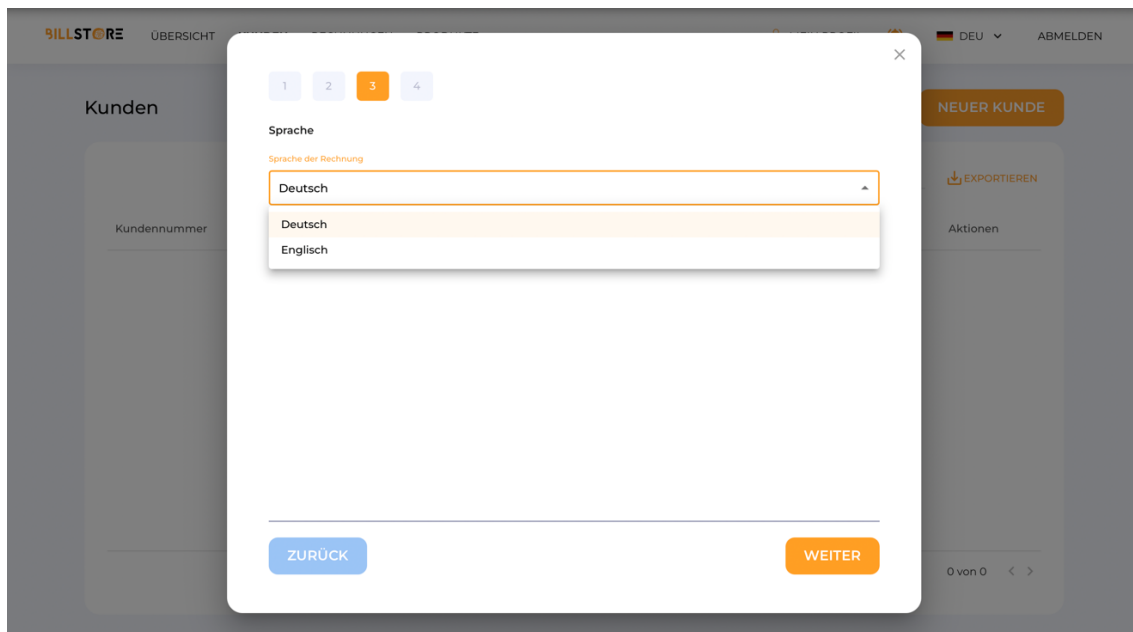 BILLSTORE ÜBERSICHT DEU ABMELDEN
1 2 3 4
Kunden
NEUER KUNDE
Sprache
Sprache der Rechnung
Deutsch
EXPORTIEREN
Deutsch
Kundennummer
Aktionen
Englisch
ZURÜCK
WEITER
0 von 0